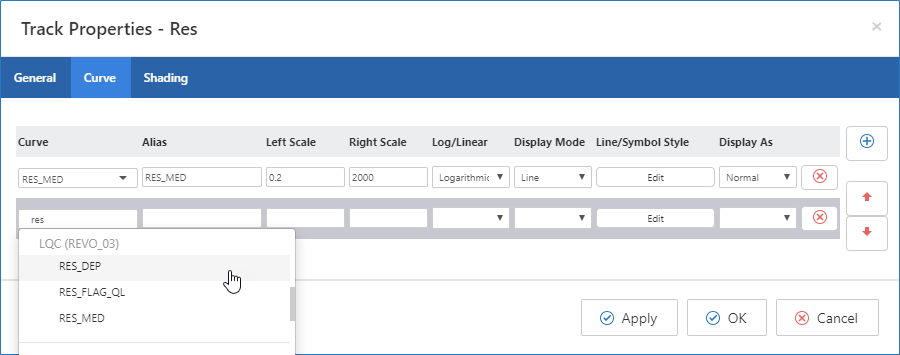 Track Properties - Res
General Curve Shading
Curve Alias Left Scale Right Scale Log/Linear Display Mode Line/Symbol Style Display As
RES_MED RES_MED 0.2 2000 Logarithmic Line Edit Normal
res Edit
LQC (REVO_03)
RES_DEP
RES_FLAG_QL
RES_MED
Apply OK Cancel